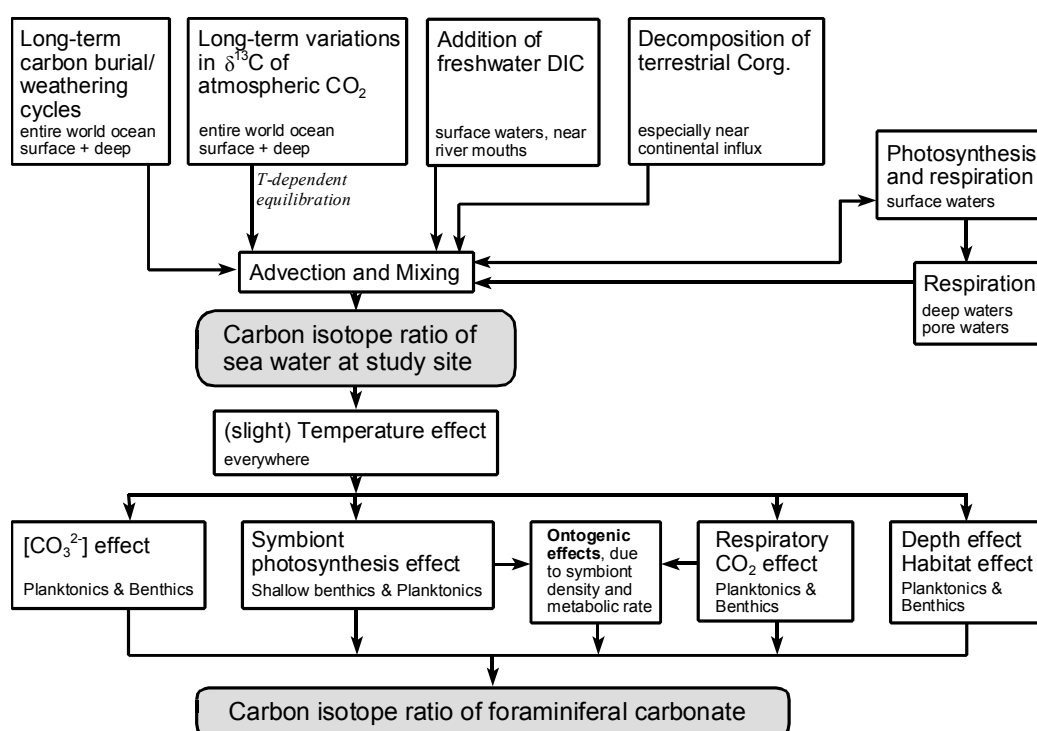 Long-term
carbon burial/
weathering
cycles
entire world ocean
surface + deep
Long-term variations
in δ¹³C of
atmospheric CO₂
entire world ocean
surface + deep
Addition of
freshwater DIC
surface waters, near
river mouths
Decomposition of
terrestrial Corg.
especially near
continental influx
Photosynthesis
and respiration
surface waters
T-dependent
equilibration
Advection and Mixing
Respiration
deep waters
pore waters
Carbon isotope ratio of
sea water at study site
(slight) Temperature effect
everywhere
[CO₃²⁻] effect
Planktonics & Benthics
Symbiont
photosynthesis effect
Shallow benthics & Planktonics
Ontogenic
effects, due
to symbiont
density and
metabolic rate
Respiratory
CO₂ effect
Planktonics &
Benthics
Depth effect
Habitat effect
Planktonics &
Benthics
Carbon isotope ratio of foraminiferal carbonate